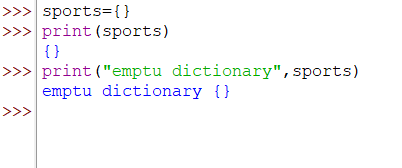 >>> sports={}
>>> print(sports)
{}
>>> print("emptu dictionary",sports)
emptu dictionary {}
>>>